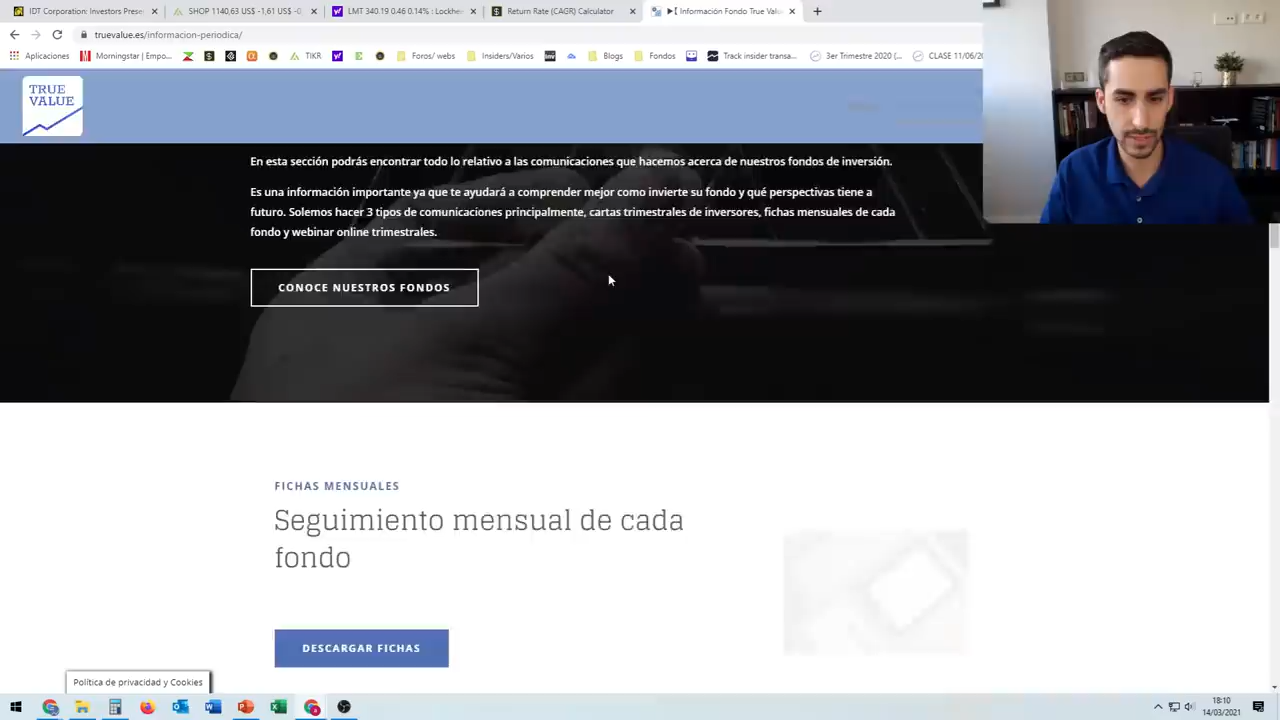 IDT Corporation: Investors Prese
SHOP 1140,63 US$ -1,61 US$ -0
LMT 340.19 0.46 0.14% : Lockhe
Return Rate (CAGR) Calculator
Información Fondo True Val
truevalue.es/informacion-periodica/
Aplicaciones
Morningstar | Empo...
TIKR
Foros/ webs
Insiders/Varios
Blogs
Fondos
Track insider transa...
3er Trimestre 2020 (...
CLASE 11/06/20
TRUE
VALUE
En esta sección podrás encontrar todo lo relativo a las comunicaciones que hacemos acerca de nuestros fondos de inversión.
Es una información importante ya que te ayudará a comprender mejor como invierte su fondo y qué perspectivas tiene a
futuro. Solemos hacer 3 tipos de comunicaciones principalmente, cartas trimestrales de inversores, fichas mensuales de cada
fondo y webinar online trimestrales.
CONOCE NUESTROS FONDOS
FICHAS MENSUALES
Seguimiento mensual de cada
fondo
DESCARGAR FICHAS
Política de privacidad y Cookies
18:10
14/03/2021